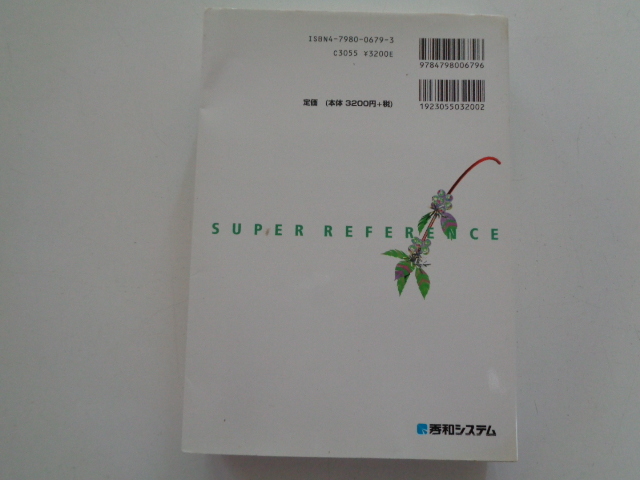 ISBN4-7980-0679-3
C3055 ¥3200E
9784798006796
定価 (本体 3200円+税)
1923055032002
SUPER REFERENCE
秀和システム